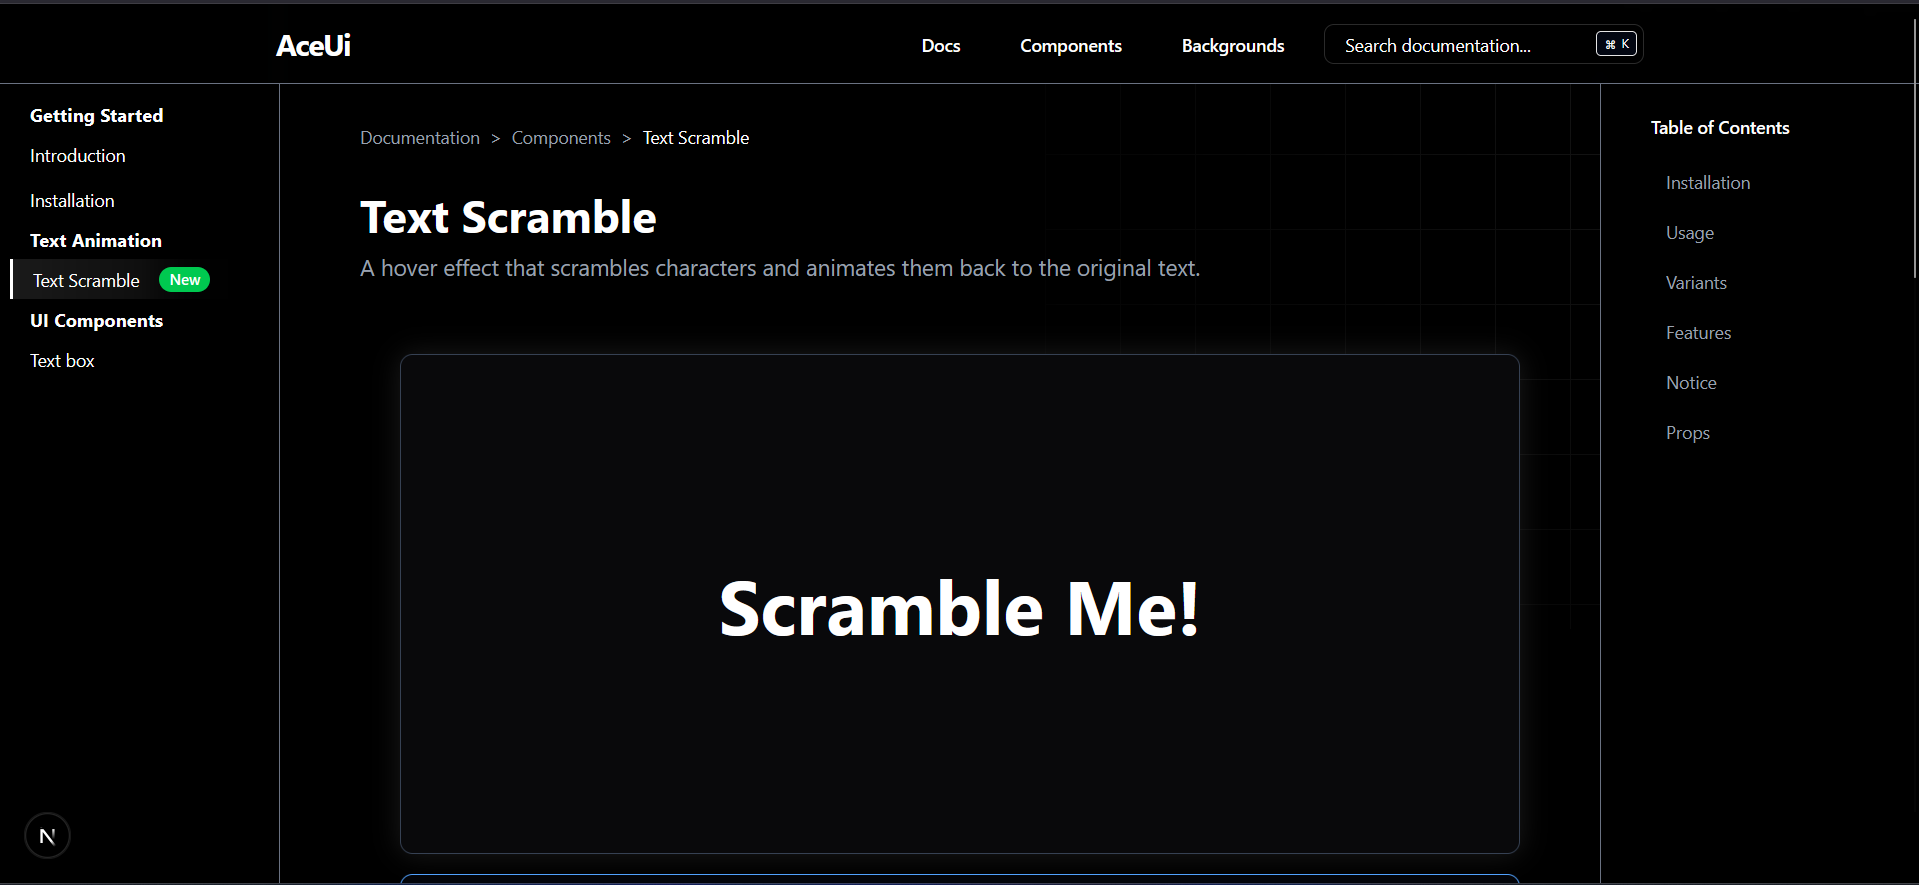 AceUi
Docs
Components
Backgrounds
Search documentation...
⌘ K
Getting Started
Introduction
Installation
Text Animation
Text Scramble New
UI Components
Text box
Documentation > Components > Text Scramble
Text Scramble
A hover effect that scrambles characters and animates them back to the original text.
Scramble Me!
Table of Contents
Installation
Usage
Variants
Features
Notice
Props
N